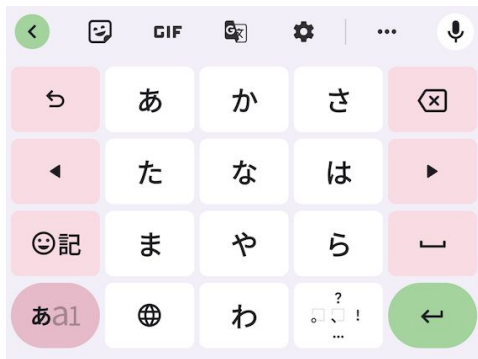 GIF G ...
あ か さ
た な は
記 ま や ら
あa1 わ 。?、! ...